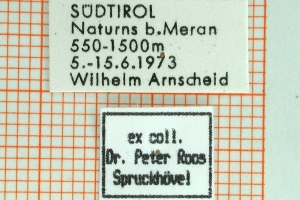 SÜDTIROL
Naturns b.Meran
550-1500m
5.-15.6.1973
Wilhelm Arnscheid
ex coll.
Dr. Peter Roos
Spruckhövel